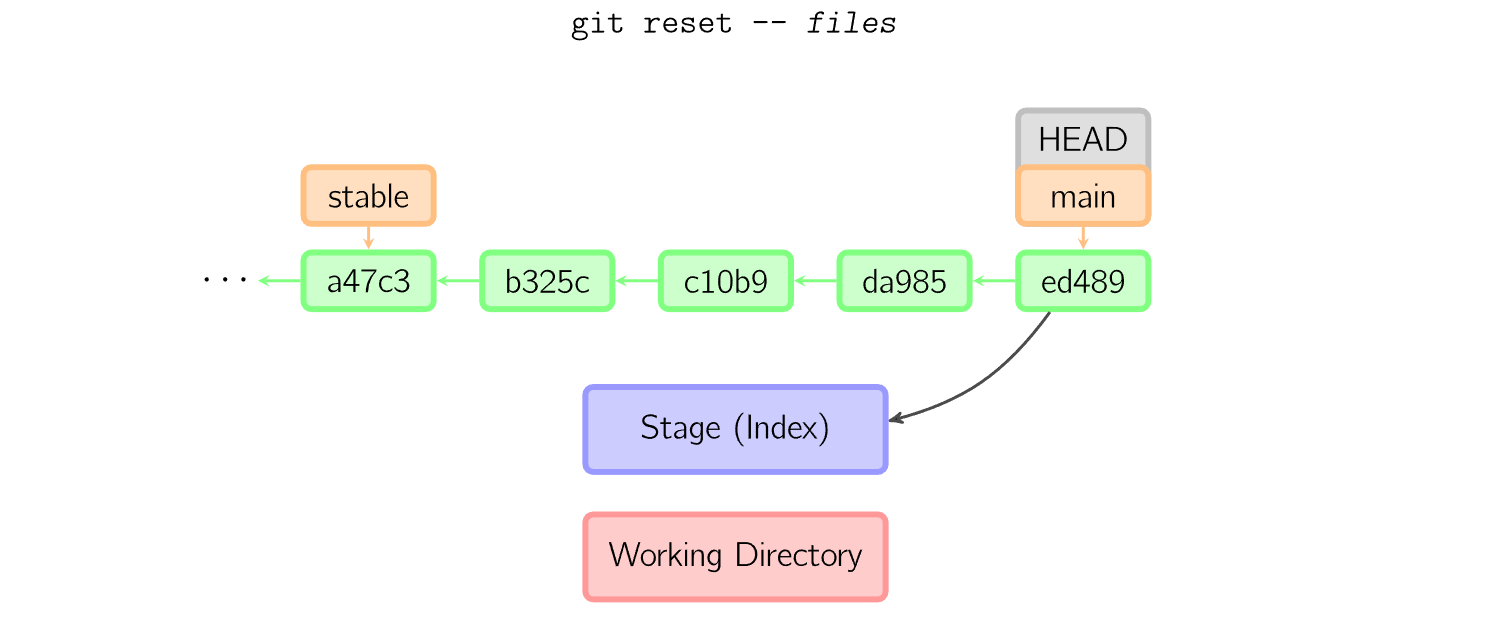 git reset -- files
HEAD
stable
main
... a47c3 b325c c10b9 da985 ed489
Stage (Index)
Working Directory